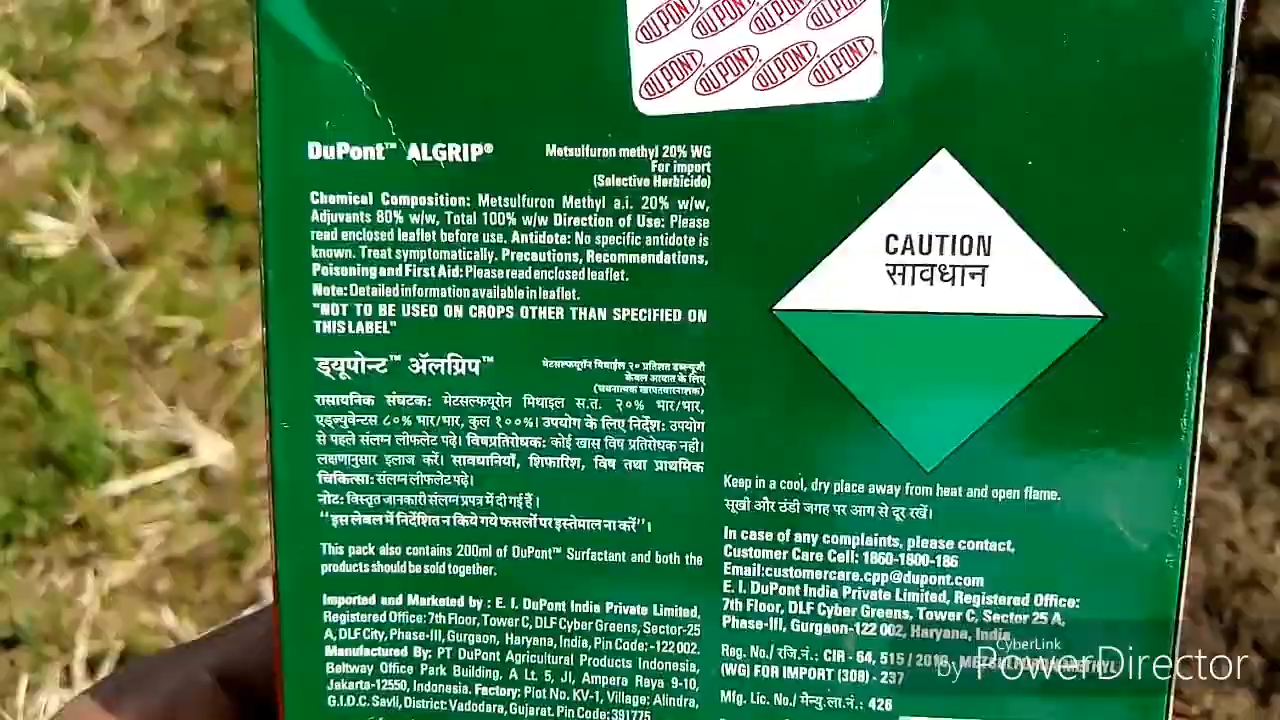 DU PONT DU PONT DU PONT DU PONT
DU PONT DU PONT DU PONT DU PONT
DuPont™ ALGRIP®
Metsulfuron methyl 20% WG
For import
(Selective Herbicide)
Chemical Composition: Metsulfuron Methyl a.i. 20% w/w,
Adjuvants 80% w/w, Total 100% w/w Direction of Use: Please
read enclosed leaflet before use. Antidote: No specific antidote is
known. Treat symptomatically. Precautions, Recommendations,
Poisoning and First Aid: Please read enclosed leaflet.
Note: Detailed information available in leaflet.
"NOT TO BE USED ON CROPS OTHER THAN SPECIFIED ON
THIS LABEL"
ड्यूपोन्ट™ ॲलग्रिप™
मेटसल्फ्यूरॉन मिथाईल २० प्रतिशत डब्ल्यूजी
केवल आयात के लिए
रासायनिक संघटक: मेटसल्फयूरोन मिथाइल स.त. २०% भार/भार,
एड्ज्युवेन्टस ८०% भार/भार, कुल १००%। उपयोग के लिए निर्देश: उपयोग
से पहले संलग्न लीफलेट पढ़े। विषप्रतिरोधक: कोई खास विष प्रतिरोधक नही।
लक्षणानुसार इलाज करें। सावधानियाँ, शिफारिश, विष तथा प्राथमिक
चिकित्सा: संलग्न लीफलेट पढ़े।
नोट: विस्तृत जानकारी संलग्न प्रपत्र में दी गई हैं।
"इस लेबल में निर्देशित न किये गये फसलों पर इस्तेमाल ना करें"।
This pack also contains 200ml of DuPont™ Surfactant and both the
products should be sold together.
Imported and Marketed by : E. I. DuPont India Private Limited,
Registered Office: 7th Floor, Tower C, DLF Cyber Greens, Sector-25
A, DLF City, Phase-III, Gurgaon, Haryana, India, Pin Code:-122 002.
Manufactured By: PT DuPont Agricultural Products Indonesia,
Beltway Office Park Building, A Lt. 5, Jl, Ampera Raya 9-10,
Jakarta-12550, Indonesia. Factory: Plot No. KV-1, Village: Alindra,
G.I.D.C. Savli, District: Vadodara, Gujarat. Pin Code: 391775
CAUTION
सावधान
Keep in a cool, dry place away from heat and open flame.
सूखी और ठंडी जगह पर आग से दूर रखें।
In case of any complaints, please contact,
Customer Care Cell: 1860-1800-186
Email:customercare.cpp@dupont.com
E. I. DuPont India Private Limited, Registered Office:
7th Floor, DLF Cyber Greens, Tower C, Sector 25 A,
Phase-III, Gurgaon-122 002, Haryana, India
Reg. No./ रजि.नं.: CIR - 64, 515 / 2016,
(WG) FOR IMPORT (308) - 237
Mfg. Lic. No./ मेन्यु.ला.नं.: 426
CyberLink
by PowerDirector